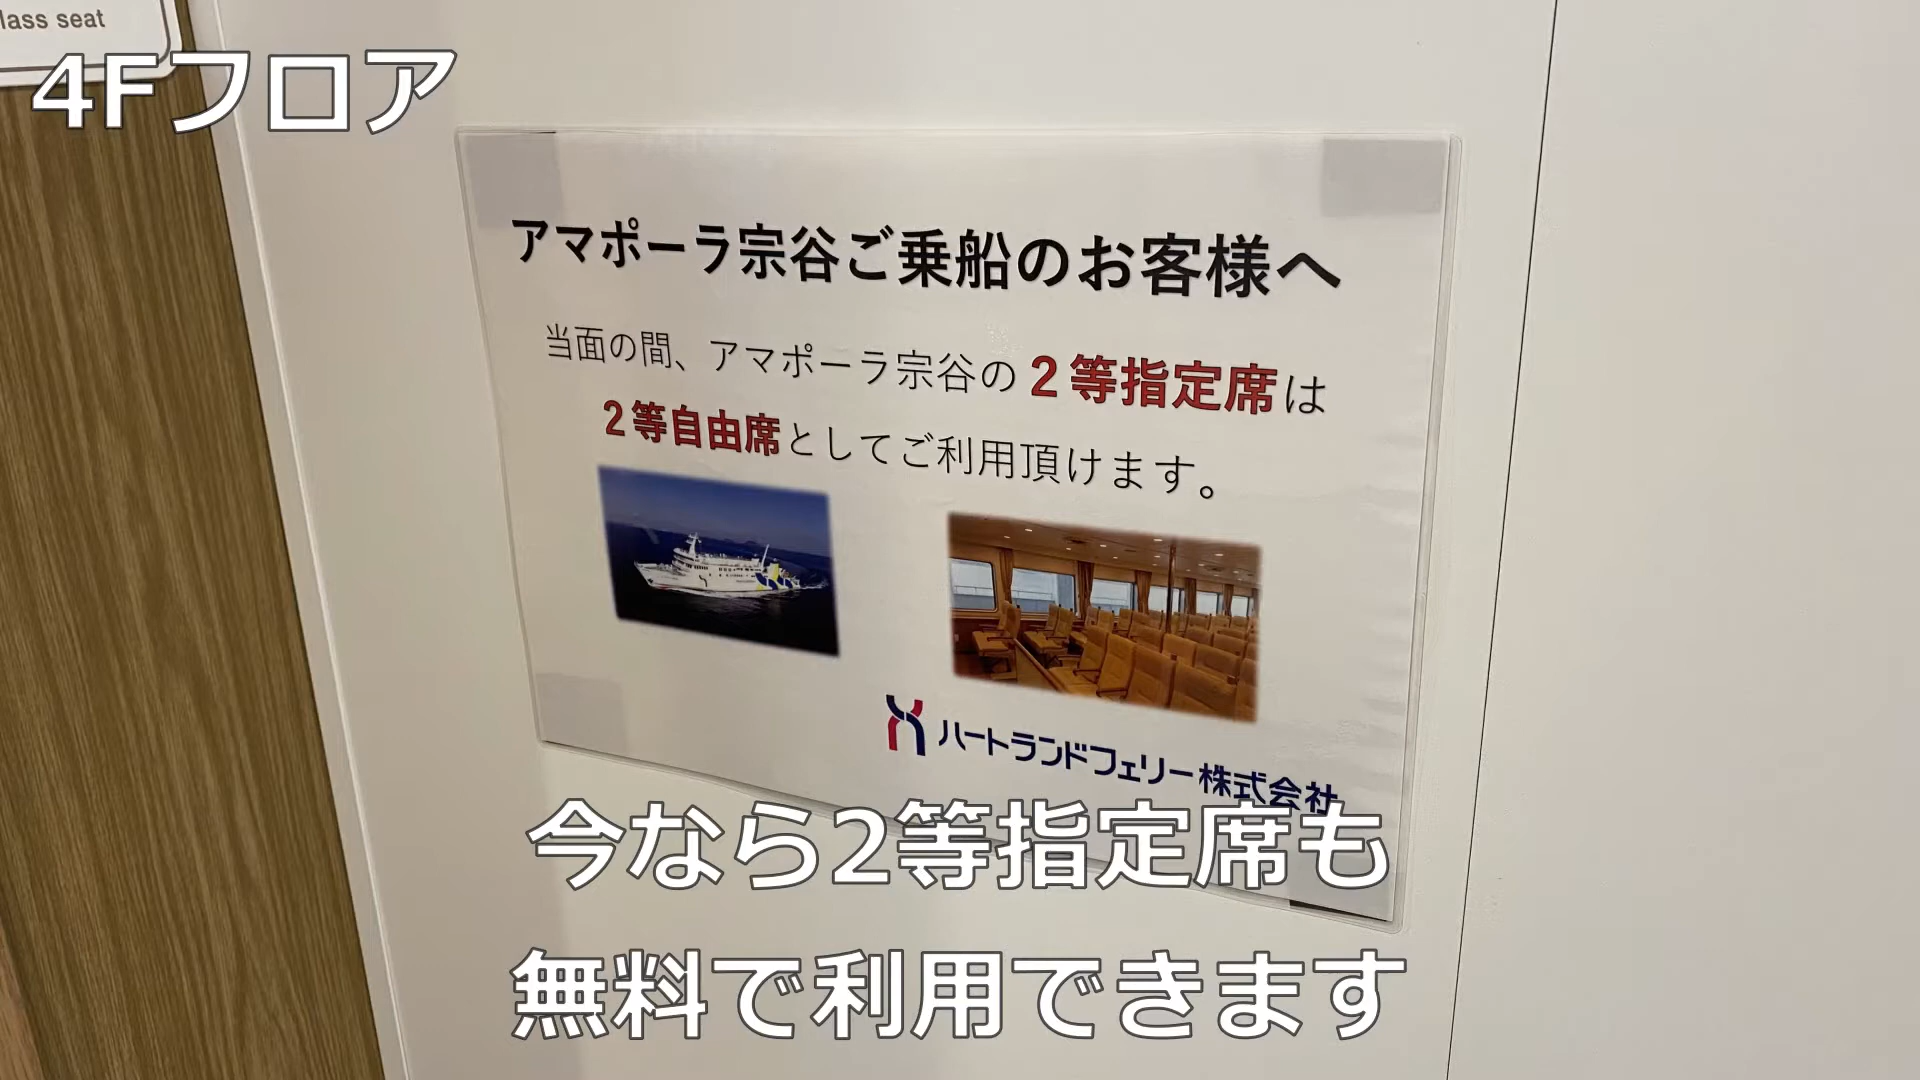 lass seat
4Fフロア
アマポーラ宗谷ご乗船のお客様へ
当面の間、アマポーラ宗谷の2等指定席は
2等自由席としてご利用頂けます。
ハートランドフェリー株式会社
今なら2等指定席も
無料で利用できます